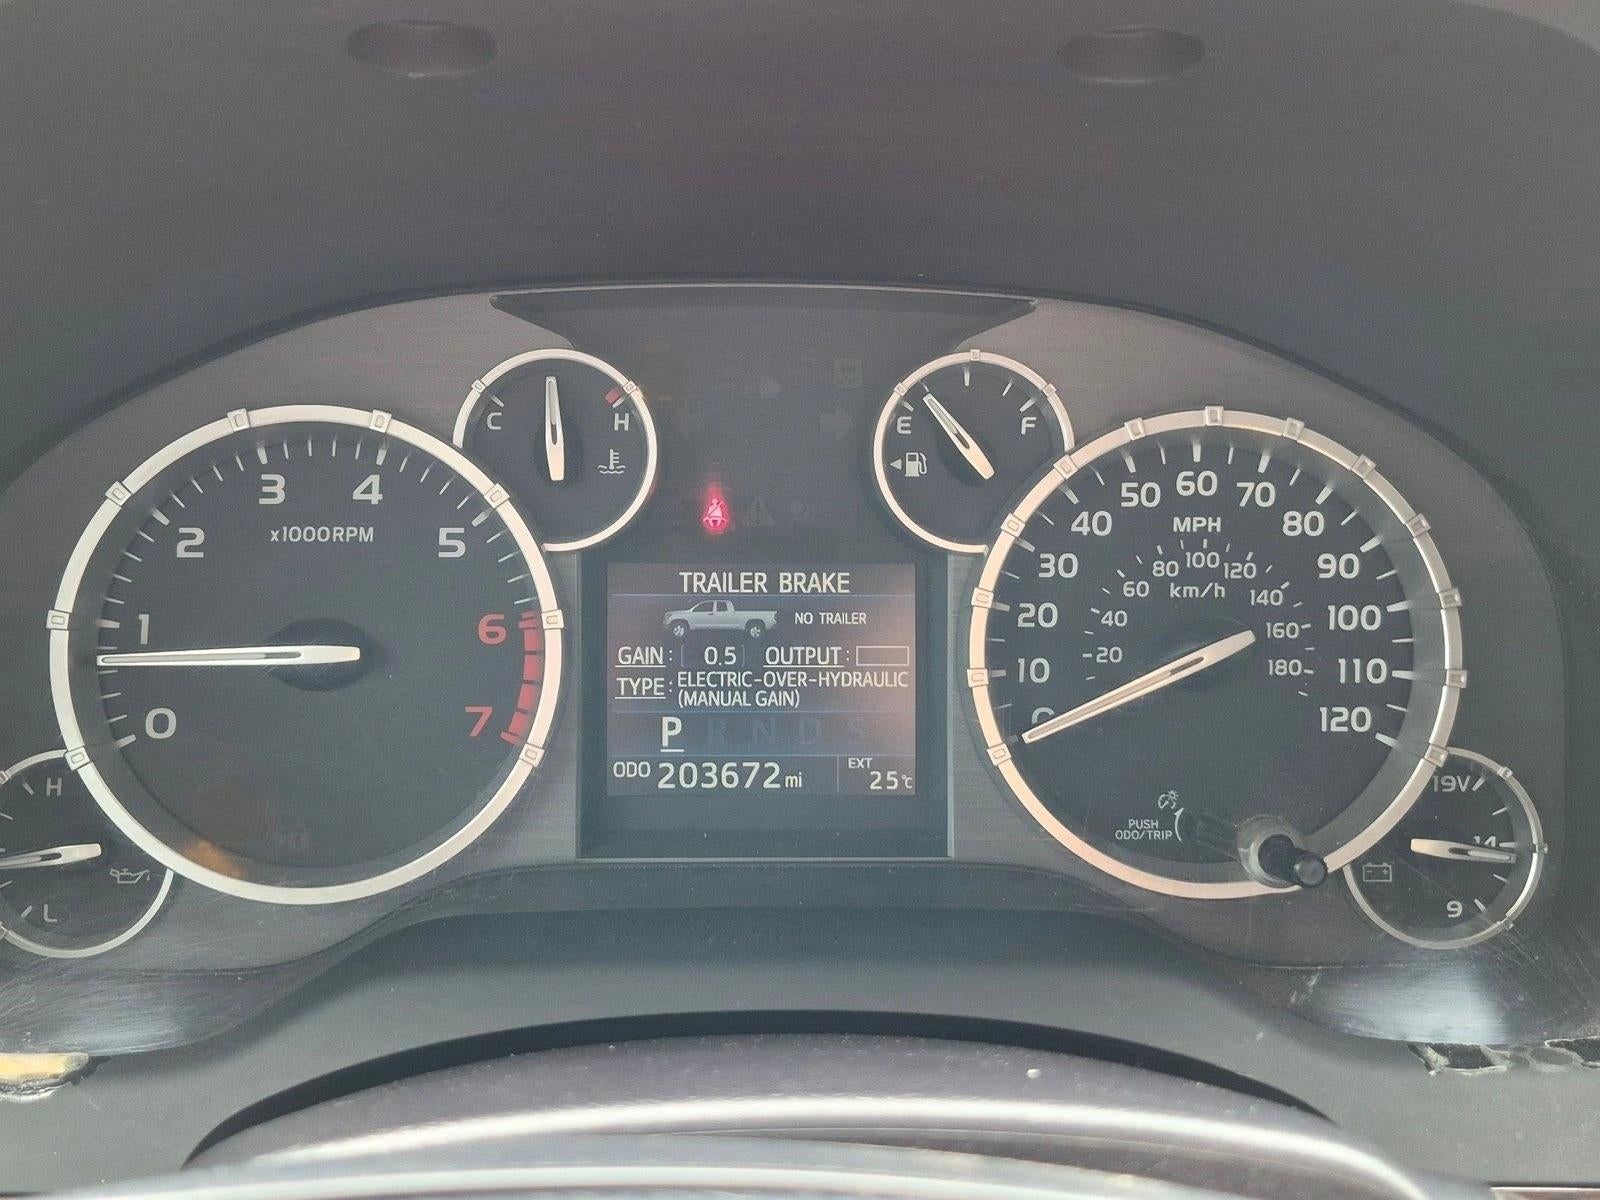 C
H
E
F
0
1
2
3
4
5
6
7
x1000RPM
H
L
TRAILER BRAKE
NO TRAILER
GAIN: 0.5 OUTPUT:
TYPE: ELECTRIC-OVER-HYDRAULIC
(MANUAL GAIN)
P R N D S
ODO 203672 mi
EXT
25°C
0
10
20
30
40
50
60
70
80
90
100
110
120
MPH
km/h
20
40
60
80
100
120
140
160
180
PUSH
ODO/TRIP
19V
14
9